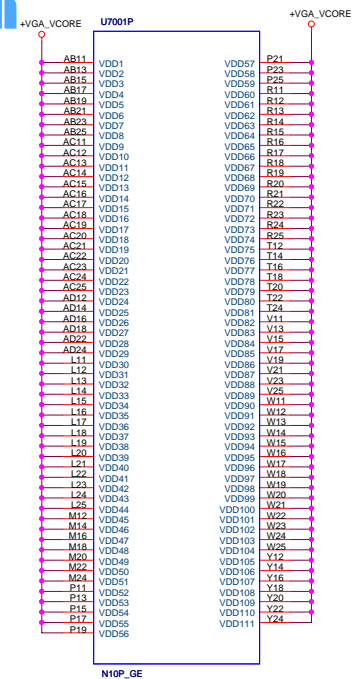 +VGA_VCORE U7001P +VGA_VCORE
AB11 VDD1 VDD57 P21
AB13 VDD2 VDD58 P23
AB15 VDD3 VDD59 P25
AB17 VDD4 VDD60 R11
AB19 VDD5 VDD61 R12
AB21 VDD6 VDD62 R13
AB23 VDD7 VDD63 R14
AB25 VDD8 VDD64 R15
AC11 VDD9 VDD65 R16
AC12 VDD10 VDD66 R17
AC13 VDD11 VDD67 R18
AC14 VDD12 VDD68 R19
AC15 VDD13 VDD69 R20
AC16 VDD14 VDD70 R21
AC17 VDD15 VDD71 R22
AC18 VDD16 VDD72 R23
AC19 VDD17 VDD73 R24
AC20 VDD18 VDD74 R25
AC21 VDD19 VDD75 T12
AC22 VDD20 VDD76 T14
AC23 VDD21 VDD77 T16
AC24 VDD22 VDD78 T18
AC25 VDD23 VDD79 T20
AD12 VDD24 VDD80 T22
AD14 VDD25 VDD81 T24
AD16 VDD26 VDD82 V11
AD18 VDD27 VDD83 V13
AD22 VDD28 VDD84 V15
AD24 VDD29 VDD85 V17
L11 VDD30 VDD86 V19
L12 VDD31 VDD87 V21
L13 VDD32 VDD88 V23
L14 VDD33 VDD89 V25
L15 VDD34 VDD90 W11
L16 VDD35 VDD91 W12
L17 VDD36 VDD92 W13
L18 VDD37 VDD93 W14
L19 VDD38 VDD94 W15
L20 VDD39 VDD95 W16
L21 VDD40 VDD96 W17
L22 VDD41 VDD97 W18
L23 VDD42 VDD98 W19
L24 VDD43 VDD99 W20
L25 VDD44 VDD100 W21
M12 VDD45 VDD101 W22
M14 VDD46 VDD102 W23
M16 VDD47 VDD103 W24
M18 VDD48 VDD104 W25
M20 VDD49 VDD105 Y12
M22 VDD50 VDD106 Y14
M24 VDD51 VDD107 Y16
P11 VDD52 VDD108 Y18
P13 VDD53 VDD109 Y20
P15 VDD54 VDD110 Y22
P17 VDD55 VDD111 Y24
P19 VDD56
N10P_GE